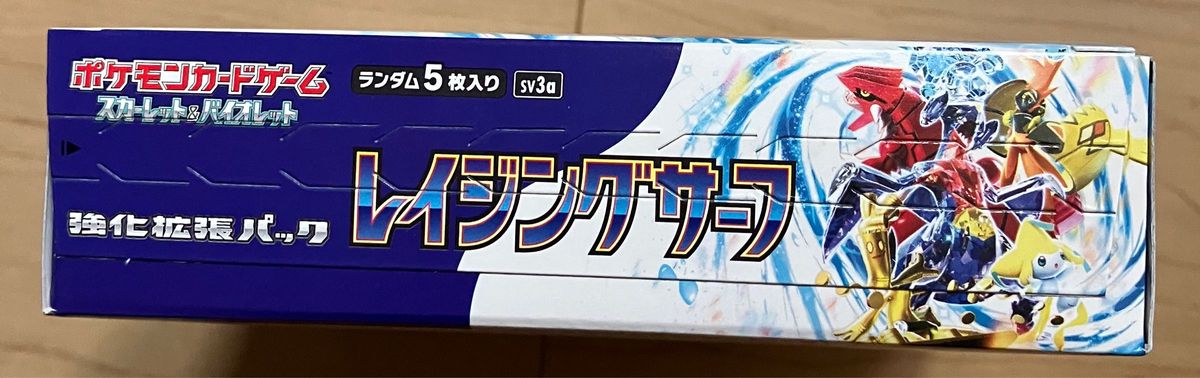 ポケモンカードゲーム
スカーレット&バイオレット
ランダム5枚入り
sv3a
強化拡張パック
レイジングサーフ